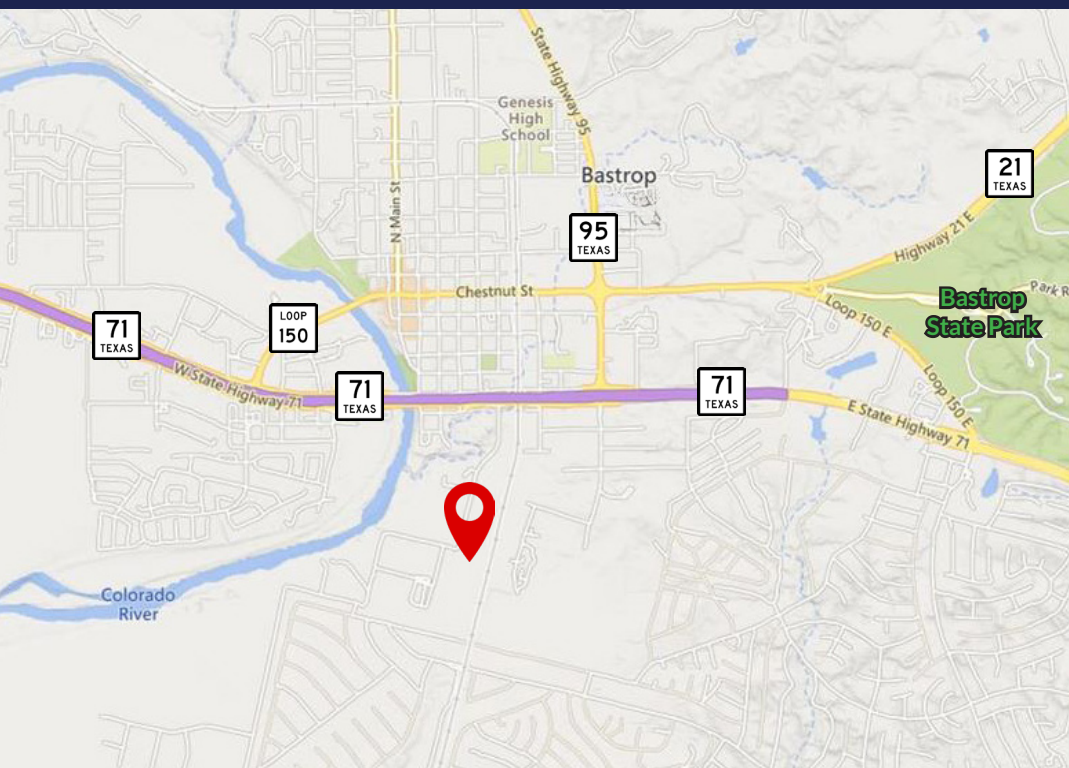 State Highway 95
Genesis
High
School
Bastrop
21
TEXAS
N Main St
95
TEXAS
Highway 21 E
Chestnut St
Bastrop
State Park
Park R
LOOP
150
Loop 150 E
71
TEXAS
W State Highway 71
71
TEXAS
71
TEXAS
Loop 150 E
E State Highway 71
Colorado
River